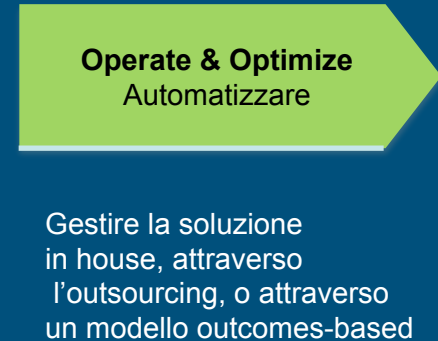 Operate & Optimize
Automatizzare
Gestire la soluzione
in house, attraverso
l’outsourcing, o attraverso
un modello outcomes-based